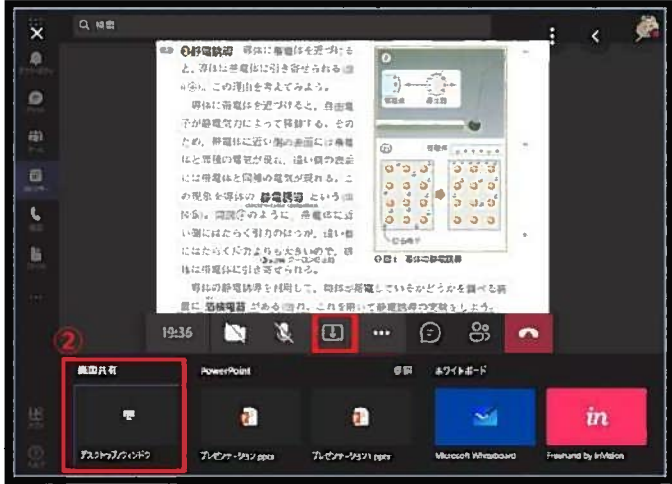 検索
❶静電誘導 導体に帯電体を近づける
と、導体は帯電体に引き寄せられる
。この理由を考えてみよう。
導体に帯電体を近づけると、自由電
子が静電気力によって移動する。その
ため、帯電体に近い側の表面には帯電
体と異種の電気が現れ、遠い側の表面
には帯電体と同種の電気が現れる。こ
の現象を導体の 静電誘導 という
のように、帯電体に近
い側にはたらく引力のほうが、遠い側
にはたらく斥力よりも大きいので、導
体は帯電体に引き寄せられる。
導体の静電誘導を利用して、物体が帯電しているかどうかを調べる装
置に 箔検電器 がある。これを用いて静電誘導の実験をしよう。
導体の静電誘導
19:36
②
画面共有
PowerPoint
参照
ホワイトボード
デスクトップ/ウィンドウ
プレゼンテーション.pptx
プレゼンテーション1.pptx
Microsoft Whiteboard
in
Freehand by InVision